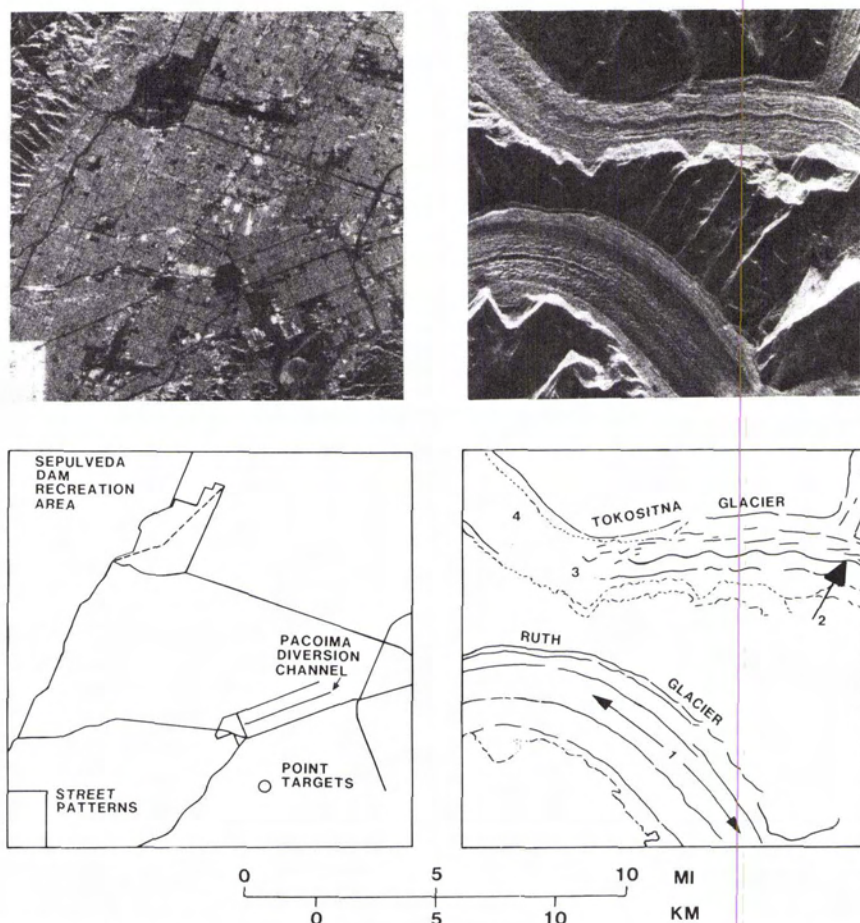 SEPULVEDA
DAM
RECREATION
AREA
PACOIMA
DIVERSION
CHANNEL
POINT
TARGETS
STREET
PATTERNS
4
TOKOSITNA GLACIER
3
2
RUTH
GLACIER
1
0 5 10 MI
0 5 10 KM